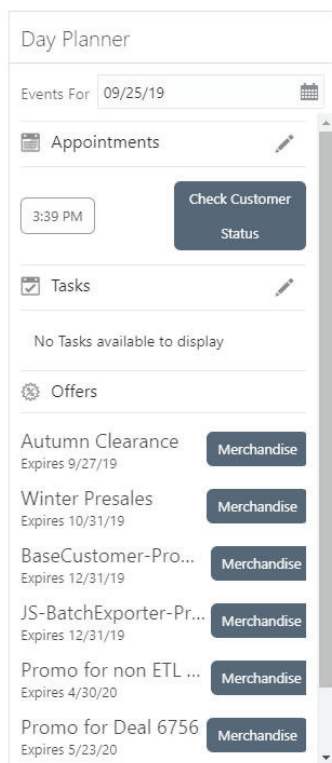 Day Planner
Events For 09/25/19
Appointments
3:39 PM
Check Customer
Status
Tasks
No Tasks available to display
Offers
Autumn Clearance
Expires 9/27/19
Merchandise
Winter Presales
Expires 10/31/19
Merchandise
BaseCustomer-Pro...
Expires 12/31/19
Merchandise
JS-BatchExporter-Pr...
Expires 12/31/19
Merchandise
Promo for non ETL ...
Expires 4/30/20
Merchandise
Promo for Deal 6756
Expires 5/23/20
Merchandise